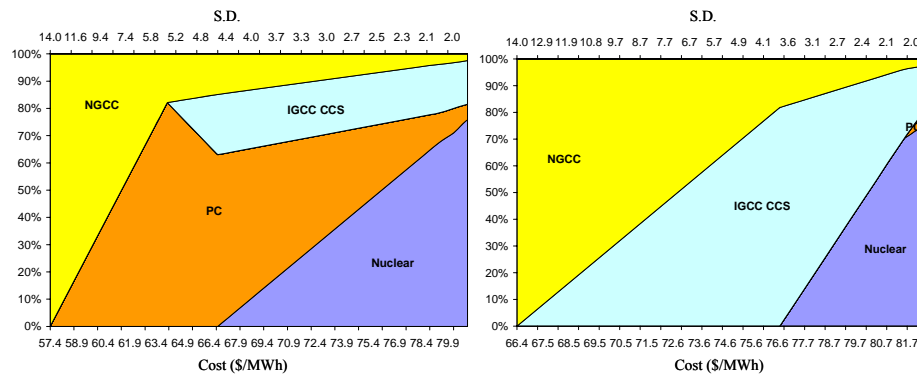 S.D.
14.0 11.6 9.4 7.4 5.8 5.2 4.4 4.0 3.7 3.3 3.0 2.7 2.5 2.3 2.1 2.0
100%
90%
80%
70%
60%
50%
40%
30%
20%
10%
0%
NGCC
IGCC CCS
PC
Nuclear
57.4 58.9 60.4 61.9 63.4 64.9 66.4 67.9 69.4 70.9 72.4 73.9 75.4 76.9 78.4 79.9
Cost ($/MWh)
S.D.
14.0 12.9 11.9 10.8 9.7 8.7 7.7 6.7 5.7 4.9 4.1 3.6 3.1 2.7 2.4 2.1 2.0
100%
90%
80%
70%
60%
50%
40%
30%
20%
10%
0%
NGCC
IGCC CCS
Nuclear
66.4 67.5 68.5 69.5 70.5 71.5 72.6 73.6 74.6 75.6 76.6 77.7 78.7 79.7 80.7 81.7
Cost ($/MWh)